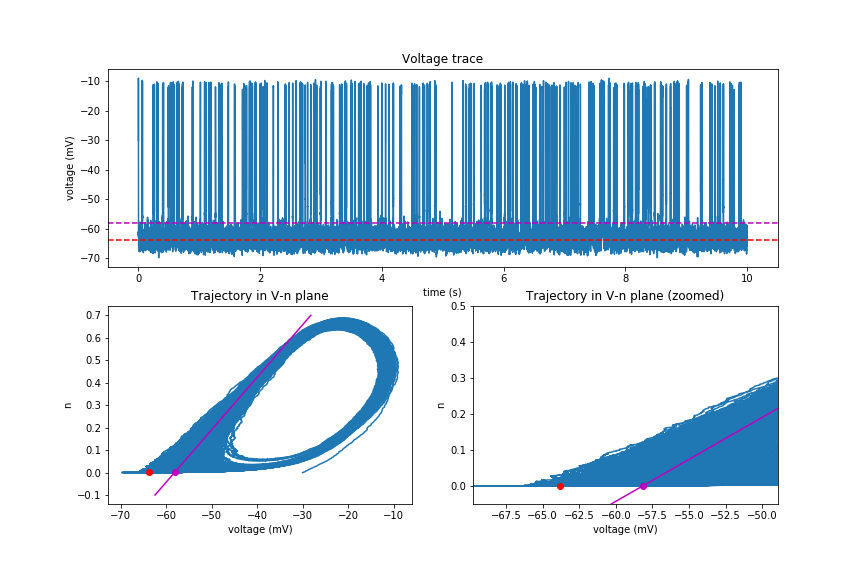 Voltage trace
−10
−20
−30
−40
−50
−60
−70
voltage (mV)
0 2 4 6 8 10
time (s)
Trajectory in V-n plane
0.7
0.6
0.5
0.4
0.3
0.2
0.1
0.0
−0.1
n
−70 −60 −50 −40 −30 −20 −10
voltage (mV)
Trajectory in V-n plane (zoomed)
0.5
0.4
0.3
0.2
0.1
0.0
n
−67.5 −65.0 −62.5 −60.0 −57.5 −55.0 −52.5 −50.0
voltage (mV)